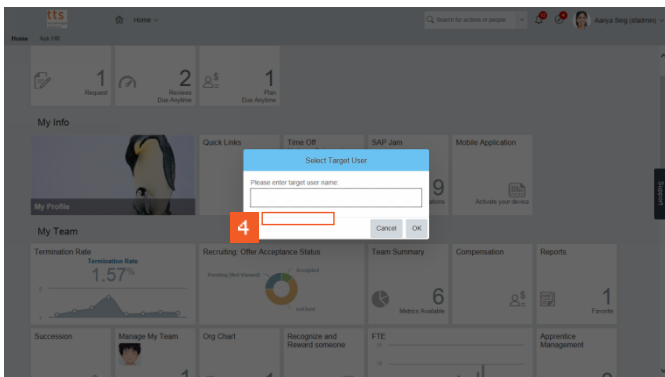 tts
Home
Search for actions or people
Aanya Sing (sfadmin)
Home Ask HR
1
Request
2
Reviews
Due Anytime
1
Plan
Due Anytime
My Info
My Profile
Quick Links
Time Off
SAP Jam
9
Mobile Application
Activate your device
Support
Select Target User
Please enter target user name:
4
Cancel OK
My Team
Termination Rate
Termination Rate
1.57%
Recruiting: Offer Acceptance Status
Accepted
Team Summary
6
Metrics Available
Compensation
Reports
1
Favorite
Succession
Manage My Team
Org Chart
Recognize and
Reward someone
FTE
Apprentice
Management